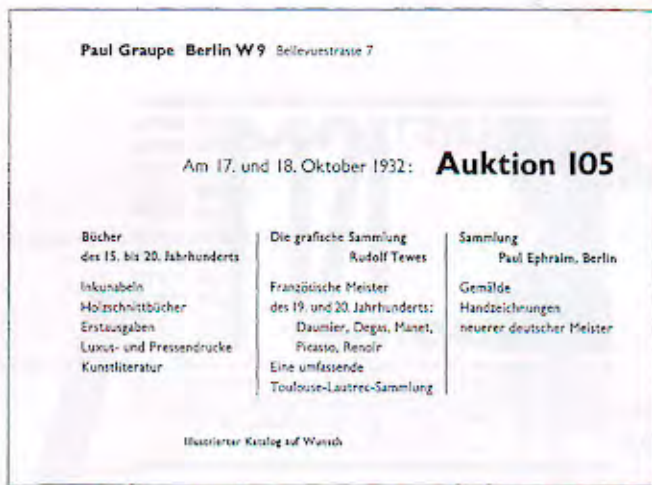 Paul Graupe Berlin W 9 Bellevuestrasse 7
Am 17. und 18. Oktober 1932: Auktion 105
Bücher
des 15. bis 20. Jahrhunderts
Inkunabeln
Holzschnittbücher
Erstausgaben
Luxus- und Pressendrucke
Kunstliteratur
Die grafische Sammlung
Rudolf Tewes
Französische Meister
des 19. und 20. Jahrhunderts:
Daumier, Degas, Manet,
Picasso, Renoir
Eine umfassende
Toulouse-Lautrec-Sammlung
Sammlung
Paul Ephraim, Berlin
Gemälde
Handzeichnungen
neuerer deutscher Meister
Illustrierter Katalog auf Wunsch